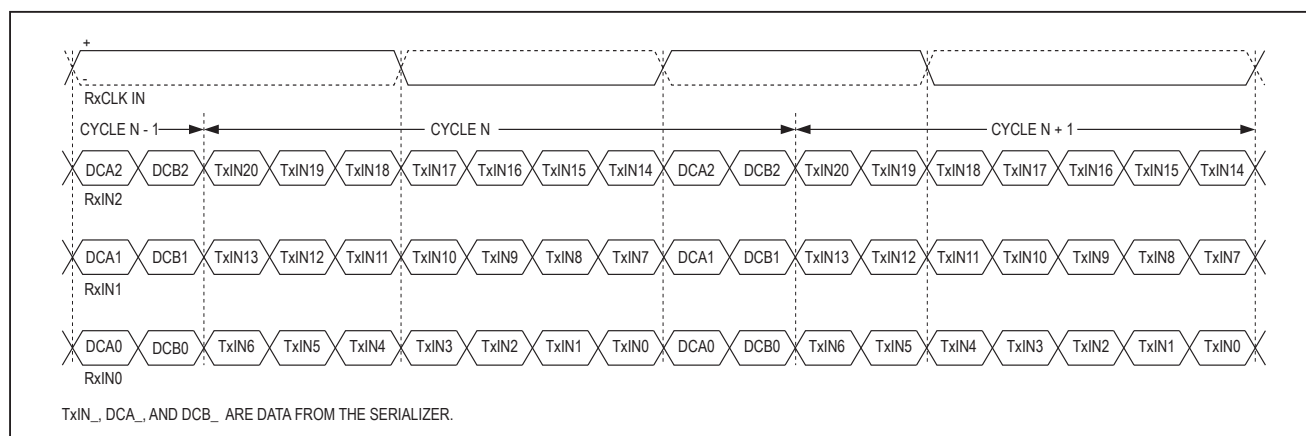 +
-
RxCLK IN
CYCLE N - 1 CYCLE N CYCLE N + 1
DCA2 DCB2 TxIN20 TxIN19 TxIN18 TxIN17 TxIN16 TxIN15 TxIN14 DCA2 DCB2 TxIN20 TxIN19 TxIN18 TxIN17 TxIN16 TxIN15 TxIN14
RxIN2
DCA1 DCB1 TxIN13 TxIN12 TxIN11 TxIN10 TxIN9 TxIN8 TxIN7 DCA1 DCB1 TxIN13 TxIN12 TxIN11 TxIN10 TxIN9 TxIN8 TxIN7
RxIN1
DCA0 DCB0 TxIN6 TxIN5 TxIN4 TxIN3 TxIN2 TxIN1 TxIN0 DCA0 DCB0 TxIN6 TxIN5 TxIN4 TxIN3 TxIN2 TxIN1 TxIN0
RxIN0
TxIN_, DCA_, AND DCB_ ARE DATA FROM THE SERIALIZER.